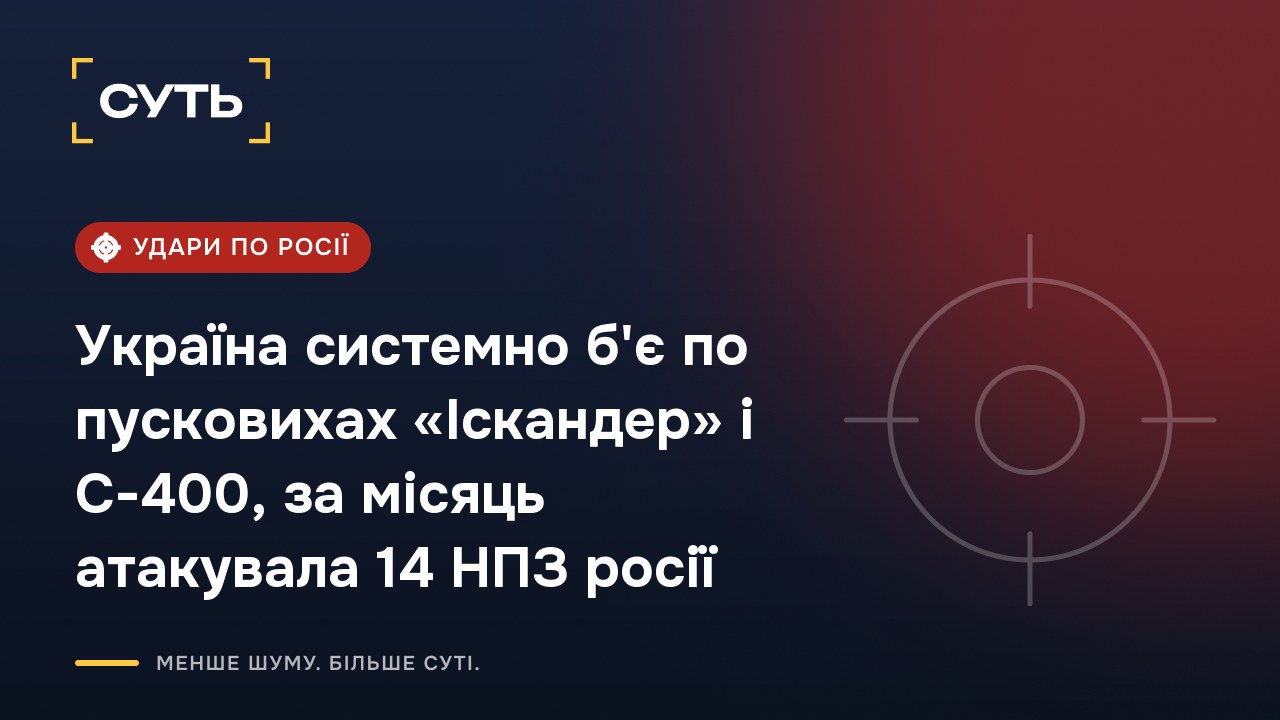 СУТЬ
УДАРИ ПО РОСІЇ
Україна системно б'є по
пусковихах «Іскандер» і
С-400, за місяць
атакувала 14 НПЗ росії
МЕНШЕ ШУМУ. БІЛЬШЕ СУТІ.